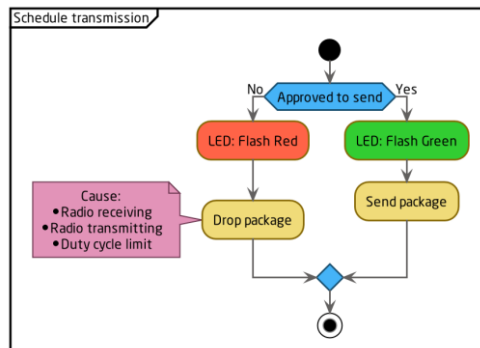 Schedule transmission
No
Approved to send
Yes
LED: Flash Red
LED: Flash Green
Cause:
•Radio receiving
•Radio transmitting
•Duty cycle limit
Drop package
Send package